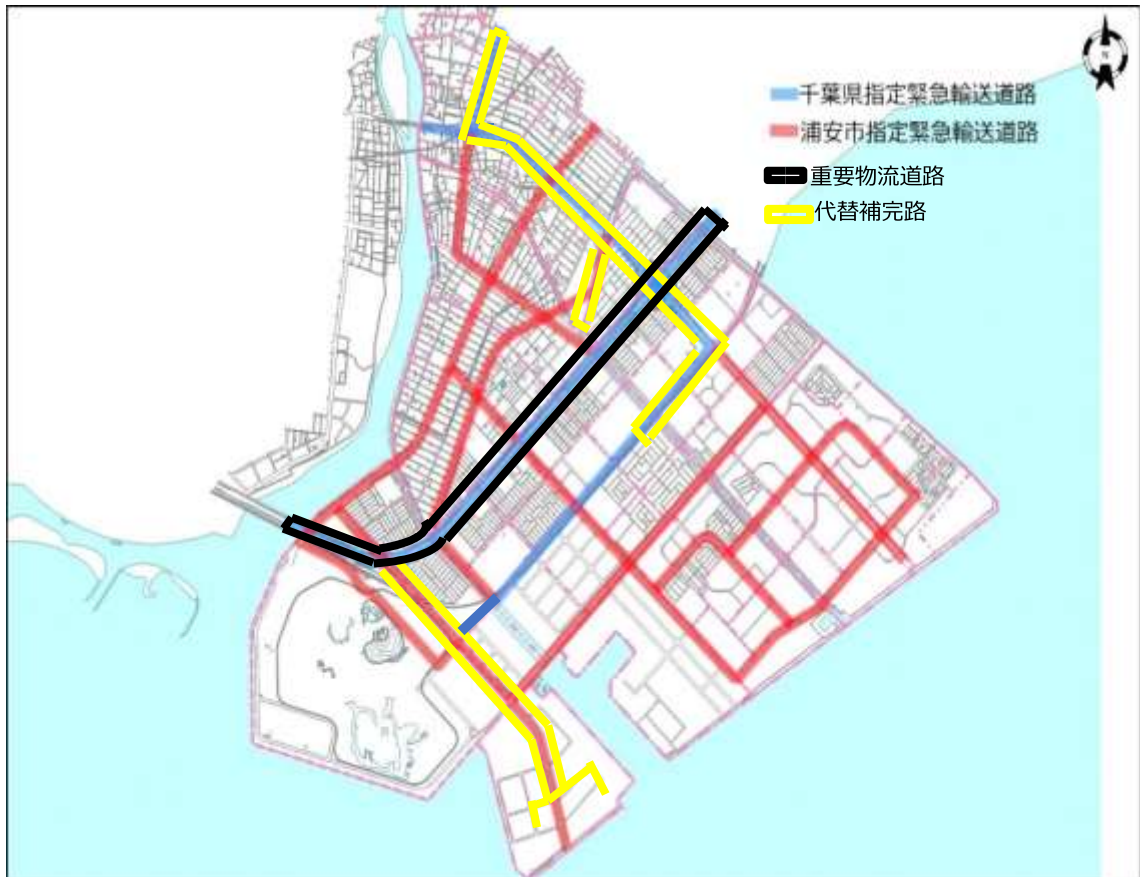 N
千葉県指定緊急輸送道路
浦安市指定緊急輸送道路
重要物流道路
代替補完路